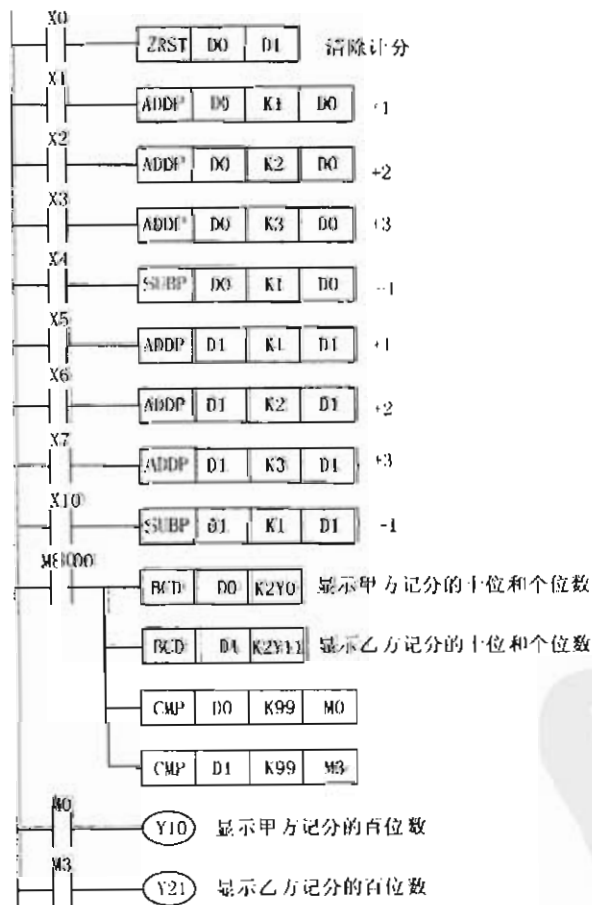 X0
ZRST D0 D1 清除计分
X1
ADDP D0 K1 D0 +1
X2
ADDP D0 K2 D0 +2
X3
ADDP D0 K3 D0 +3
X4
SUBP D0 K1 D0 -1
X5
ADDP D1 K1 D1 +1
X6
ADDP D1 K2 D1 +2
X7
ADDP D1 K3 D1 +3
X10
SUBP D1 K1 D1 -1
M8000
BCD D0 K2Y0 显示甲方记分的十位和个位数
BCD D1 K2Y11 显示乙方记分的十位和个位数
CMP D0 K99 M0
CMP D1 K99 M3
M0
Y10 显示甲方记分的百位数
M3
Y21 显示乙方记分的百位数